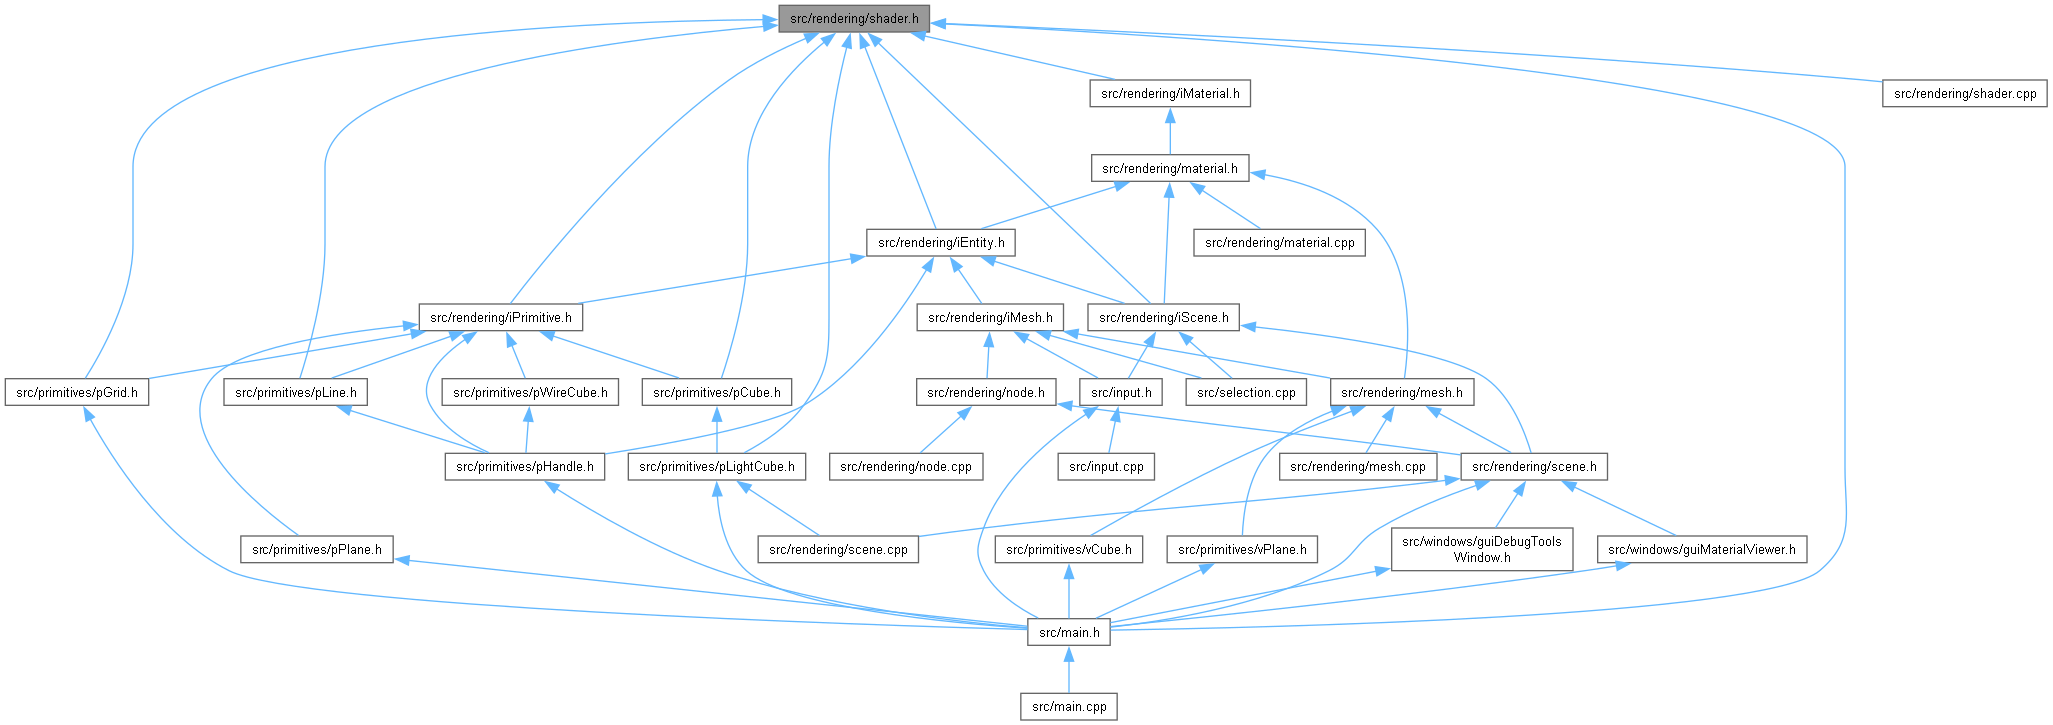 src/rendering/shader.h
src/rendering/iMaterial.h
src/rendering/shader.cpp
src/rendering/material.h
src/rendering/iEntity.h
src/rendering/material.cpp
src/rendering/iPrimitive.h
src/rendering/iMesh.h
src/rendering/iScene.h
src/primitives/pGrid.h
src/primitives/pLine.h
src/primitives/pWireCube.h
src/primitives/pCube.h
src/rendering/node.h
src/input.h
src/selection.cpp
src/rendering/mesh.h
src/primitives/pHandle.h
src/primitives/pLightCube.h
src/rendering/node.cpp
src/input.cpp
src/rendering/mesh.cpp
src/rendering/scene.h
src/primitives/pPlane.h
src/rendering/scene.cpp
src/primitives/vCube.h
src/primitives/vPlane.h
src/windows/guiDebugTools
Window.h
src/windows/guiMaterialViewer.h
src/main.h
src/main.cpp